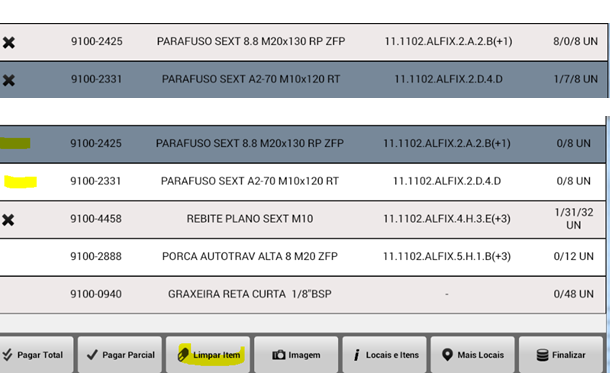 9100-2425 PARAFUSO SEXT 8.8 M20x130 RP ZFP 11.1102.ALFIX.2.A.2.B(+1) 8/0/8 UN
9100-2331 PARAFUSO SEXT A2-70 M10x120 RT 11.1102.ALFIX.2.D.4.D 1/7/8 UN
9100-2425 PARAFUSO SEXT 8.8 M20x130 RP ZFP 11.1102.ALFIX.2.A.2.B(+1) 0/8 UN
9100-2331 PARAFUSO SEXT A2-70 M10x120 RT 11.1102.ALFIX.2.D.4.D 0/8 UN
9100-4458 REBITE PLANO SEXT M10 11.1102.ALFIX.4.H.3.E(+3) 1/31/32
UN
9100-2888 PORCA AUTOTRAV ALTA 8 M20 ZFP 11.1102.ALFIX.5.H.1.B(+3) 0/12 UN
9100-0940 GRAXEIRA RETA CURTA 1/8"BSP - 0/48 UN
Pagar Total Pagar Parcial Limpar Item Imagem Locais e Itens Mais Locais Finalizar